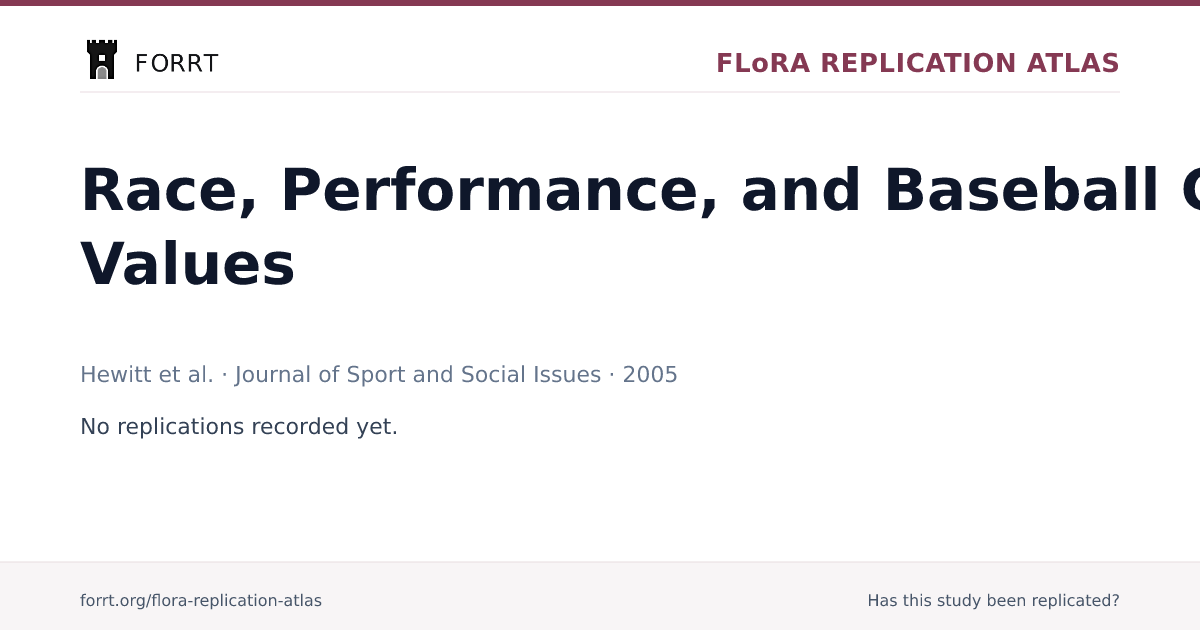 FORRT
FLoRA REPLICATION ATLAS
Race, Performance, and Baseball
Values
Hewitt et al. · Journal of Sport and Social Issues · 2005
No replications recorded yet.
forrt.org/flora-replication-atlas
Has this study been replicated?